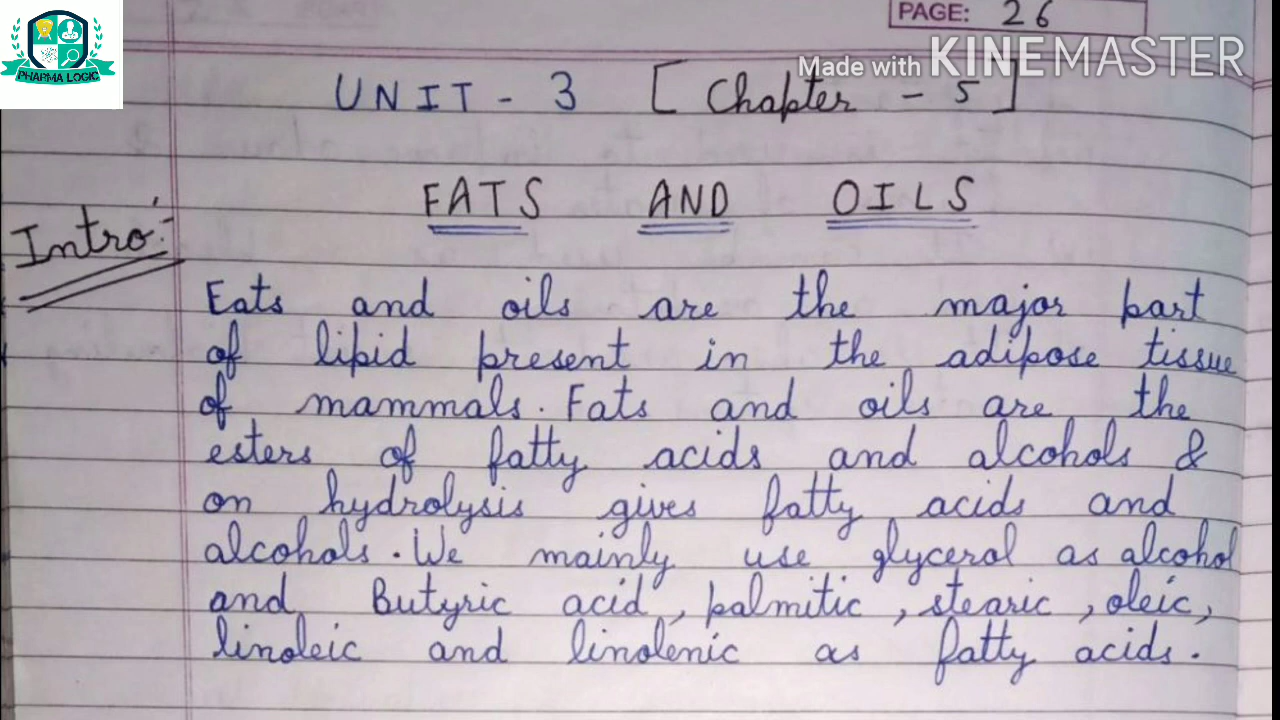 PAGE: 26
PHARMA LOGIC
Made with KINEMASTER
UNIT - 3 [ Chapter - 5 ]
FATS AND OILS
Intro:-
Fats and oils are the major part
of lipid present in the adipose tissue
of mammals. Fats and oils are the
esters of fatty acids and alcohols &
on hydrolysis gives fatty acids and
alcohols. We mainly use glycerol as alcohol
and Butyric acid, palmitic, stearic, oleic,
linoleic and linolenic as fatty acids.